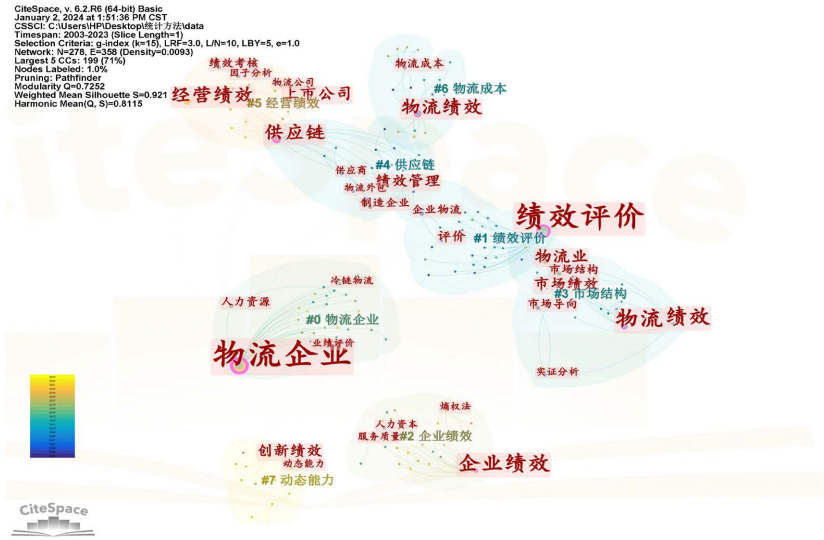 CiteSpace, v. 6.2.R6 (64-bit) Basic
January 2, 2024 at 1:51:36 PM CST
CSSCI: C:\Users\HP\Desktop\统计方法\data
Timespan: 2003-2023 (Slice Length=1)
Selection Criteria: g-index (k=15), LRF=3.0, L/N=10, LBY=5, e=1.0
Network: N=278, E=358 (Density=0.0093)
Largest 5 CCs: 199 (71%)
Nodes Labeled: 1.0%
Pruning: Pathfinder
Modularity Q=0.7252
Weighted Mean Silhouette S=0.921
Harmonic Mean(Q, S)=0.8115
绩效考核
因子分析
物流公司
经营绩效
上市公司
#5 经营绩效
物流成本
#6 物流成本
物流绩效
供应链
#4 供应链
供应商
绩效管理
物流外包
制造企业
企业物流
绩效评价
评价
#1 绩效评价
物流业
市场结构
市场绩效
#3 市场结构
市场导向
物流绩效
实证分析
冷链物流
人力资源
#0 物流企业
业绩评价
物流企业
熵权法
人力资本
服务质量
#2 企业绩效
企业绩效
创新绩效
动态能力
#7 动态能力
CiteSpace